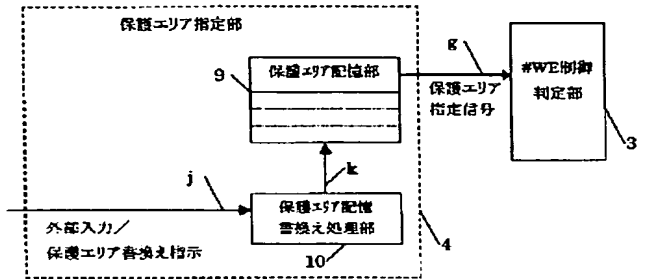 保護エリア指定部
g
9
保護エリア記憶部
#WE制御
判定部
保護エリア
指定信号
3
k
j
保護エリア記憶
書換え処理部
外部入力/
保護エリア書換え指示
10
4